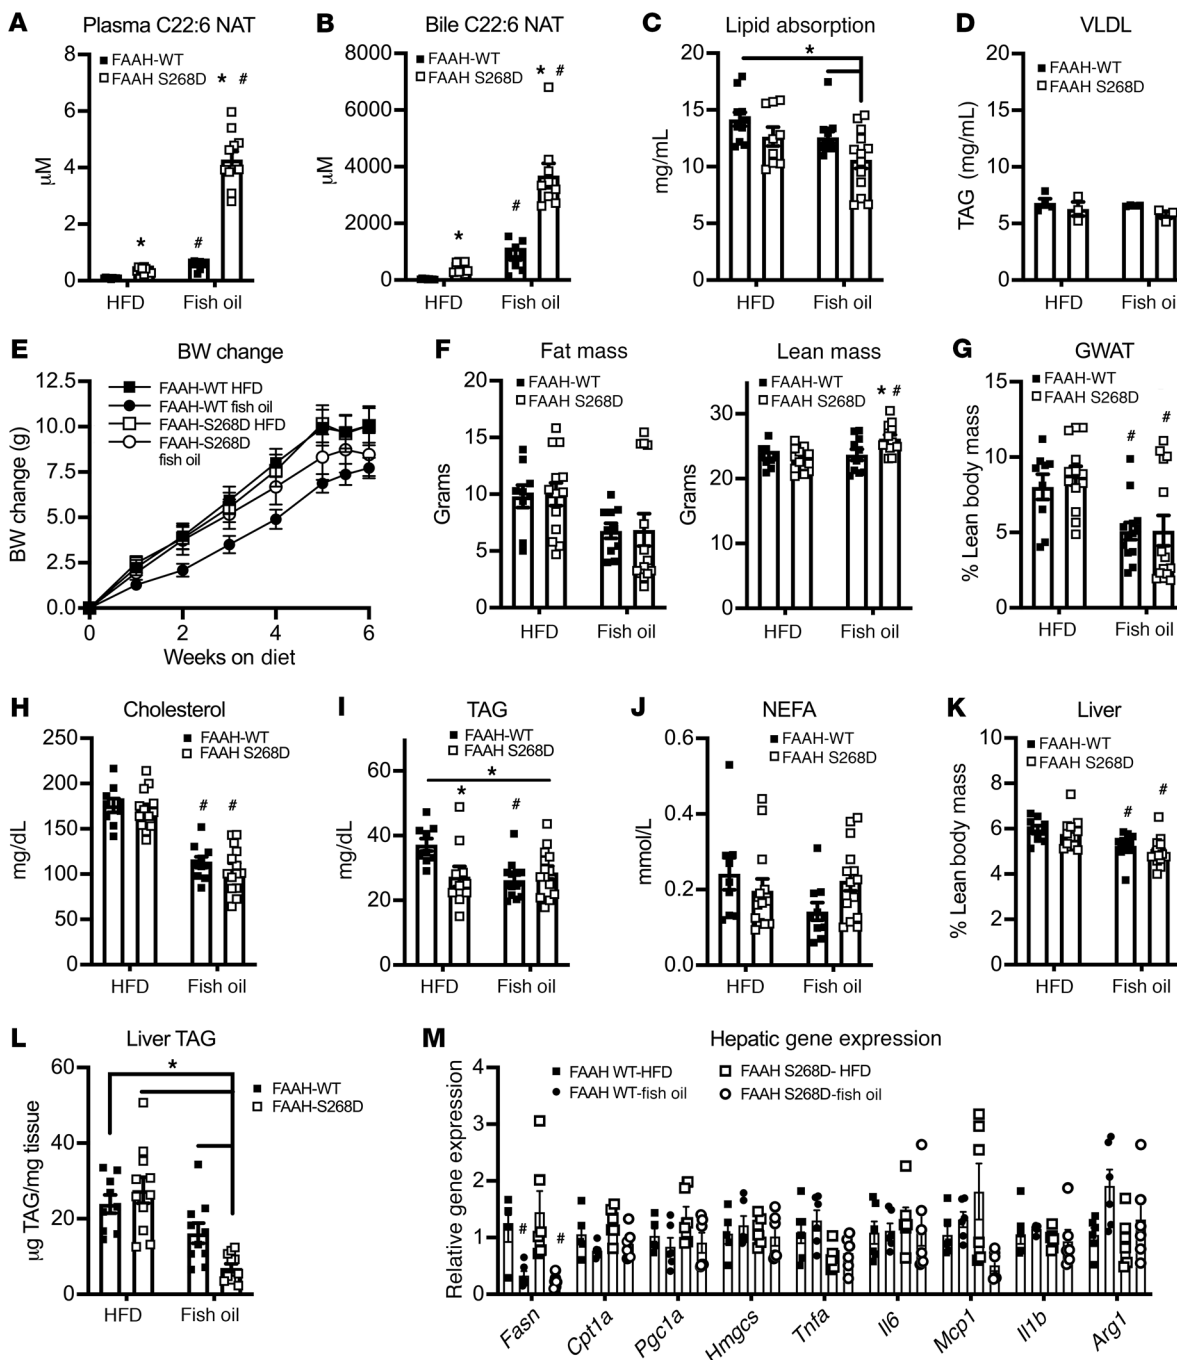 A Plasma C22:6 NAT
FAAH-WT
FAAH S268D
* #
*
#
μM
8
6
4
2
0
HFD Fish oil
B Bile C22:6 NAT
FAAH-WT
FAAH S268D
* #
#
*
μM
8000
6000
4000
2000
0
HFD Fish oil
C Lipid absorption
*
mg/mL
20
15
10
5
0
HFD Fish oil
D VLDL
FAAH-WT
FAAH S268D
TAG (mg/mL)
20
15
10
5
0
HFD Fish oi
E BW change
FAAH-WT HFD
FAAH-WT fish oil
FAAH-S268D HFD
FAAH-S268D
fish oil
BW change (g)
12.5
10.0
7.5
5.0
2.5
0.0
0 2 4 6
Weeks on diet
F Fat mass
FAAH-WT
FAAH S268D
Grams
20
15
10
5
0
HFD Fish oil
Lean mass
FAAH-WT
FAAH S268D
* #
Grams
30
20
10
0
HFD Fish oil
G GWAT
FAAH-WT
FAAH S268D
#
#
% Lean body mass
15
10
5
0
HFD Fish oil
H Cholesterol
FAAH-WT
FAAH S268D
# #
mg/dL
250
200
150
100
50
0
HFD Fish oil
I TAG
FAAH-WT
FAAH S268D
*
*
#
mg/dL
60
40
20
0
HFD Fish oil
J NEFA
FAAH-WT
FAAH S268D
mmol/L
0.6
0.4
0.2
0.0
HFD Fish oil
K Liver
FAAH-WT
FAAH S268D
#
#
% Lean body mass
10
8
6
4
2
0
HFD Fish oil
L Liver TAG
*
FAAH-WT
FAAH-S268D
μg TAG/mg tissue
60
40
20
0
HFD Fish oil
M Hepatic gene expression
FAAH WT-HFD
FAAH S268D- HFD
FAAH WT-fish oil
FAAH S268D-fish oil
#
#
Relative gene expression
4
3
2
1
0
Fasn Cpt1a Pgc1a Hmgcs Tnfa Il6 Mcp1 Il1b Arg1